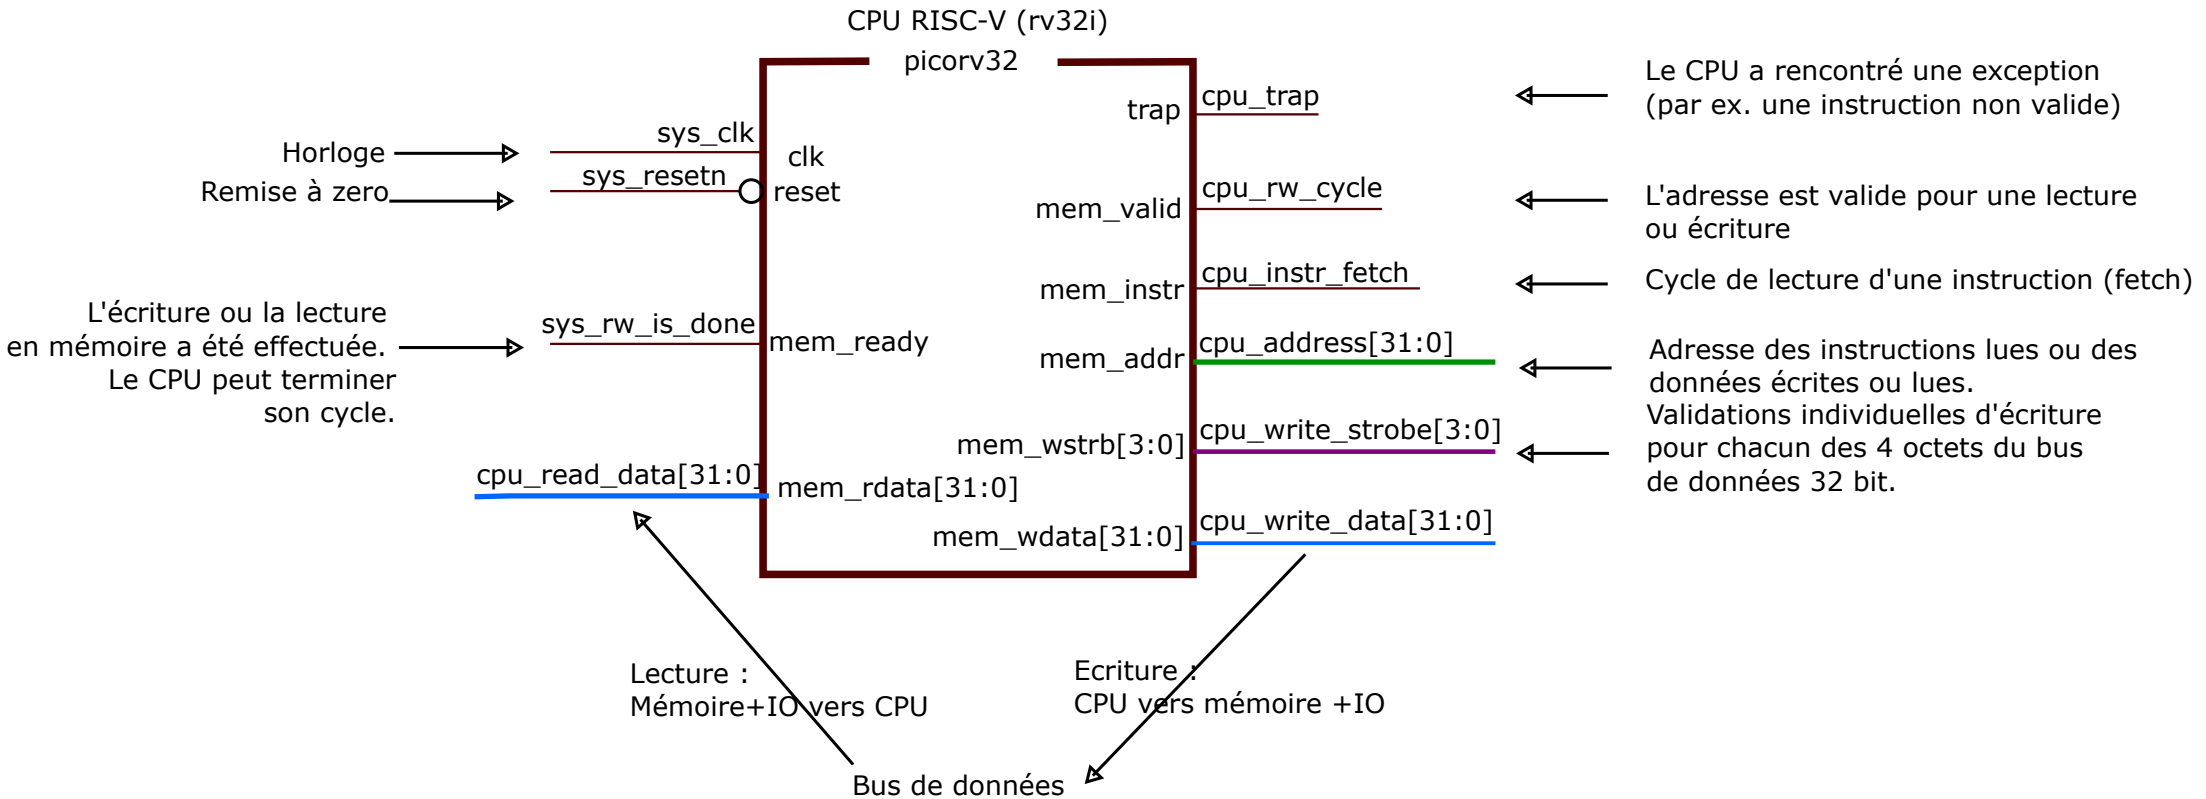 CPU RISC-V (rv32i)
picorv32
Horloge
Remise à zero
sys_clk
clk
sys_resetn
reset
L'écriture ou la lecture
en mémoire a été effectuée.
Le CPU peut terminer
son cycle.
sys_rw_is_done
mem_ready
cpu_read_data[31:0]
mem_rdata[31:0]
trap
cpu_trap
Le CPU a rencontré une exception
(par ex. une instruction non valide)
mem_valid
cpu_rw_cycle
L'adresse est valide pour une lecture
ou écriture
mem_instr
cpu_instr_fetch
Cycle de lecture d'une instruction (fetch)
mem_addr
cpu_address[31:0]
Adresse des instructions lues ou des
données écrites ou lues.
mem_wstrb[3:0]
cpu_write_strobe[3:0]
Validations individuelles d'écriture
pour chacun des 4 octets du bus
de données 32 bit.
mem_wdata[31:0]
cpu_write_data[31:0]
Lecture :
Mémoire+IO vers CPU
Ecriture :
CPU vers mémoire +IO
Bus de données